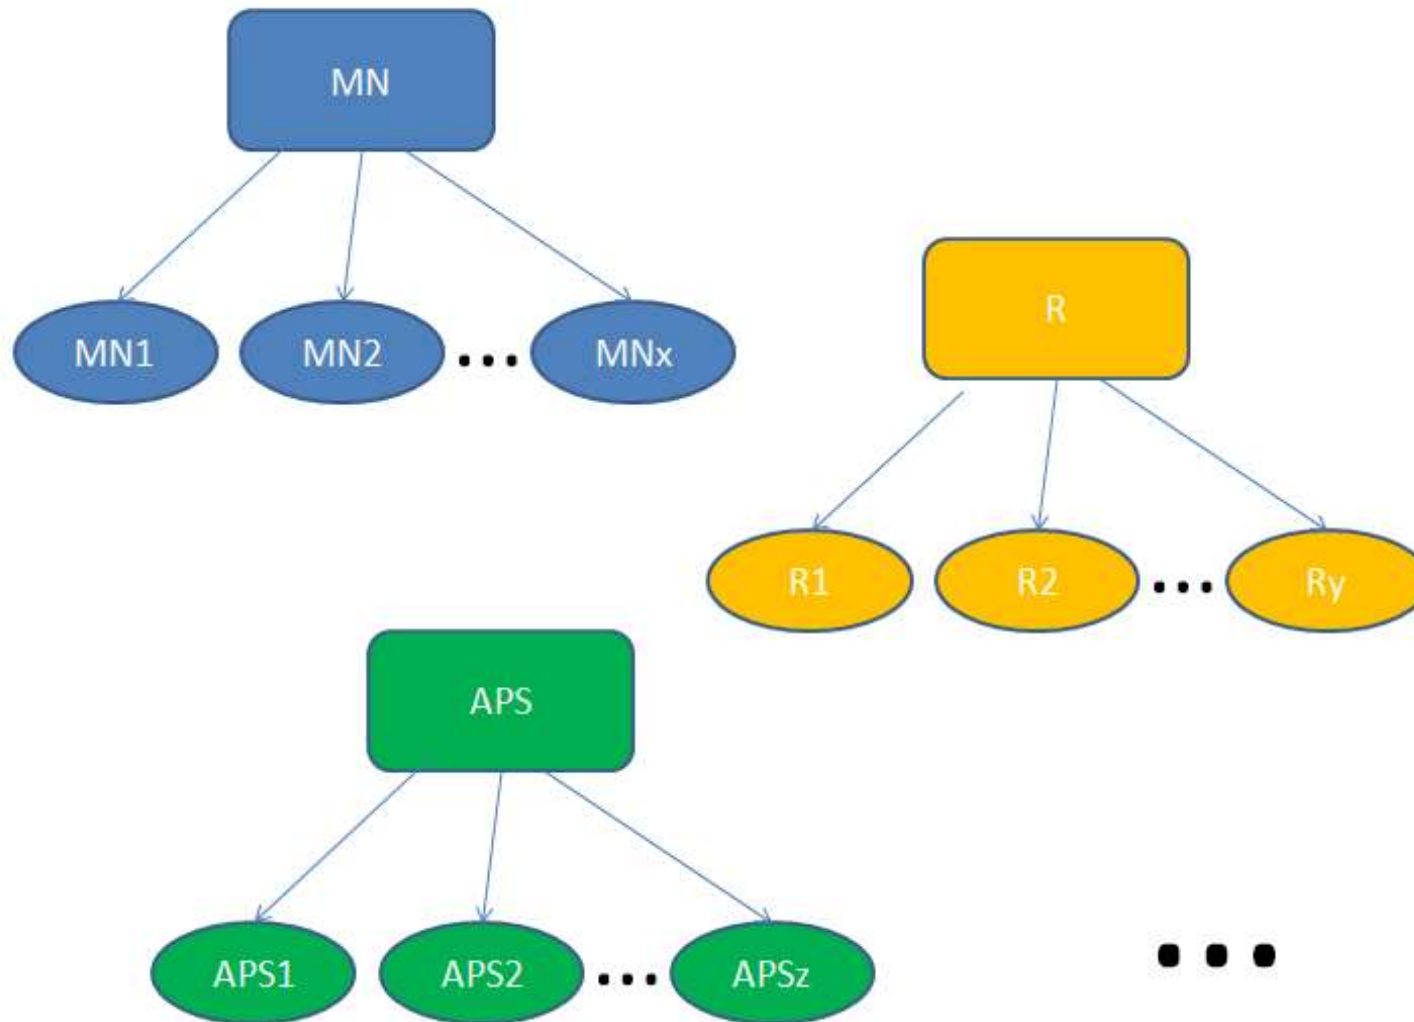 MN
MN1 MN2 ... MNx
R
R1 R2 ... Ry
APS
APS1 APS2 ... APSz
...